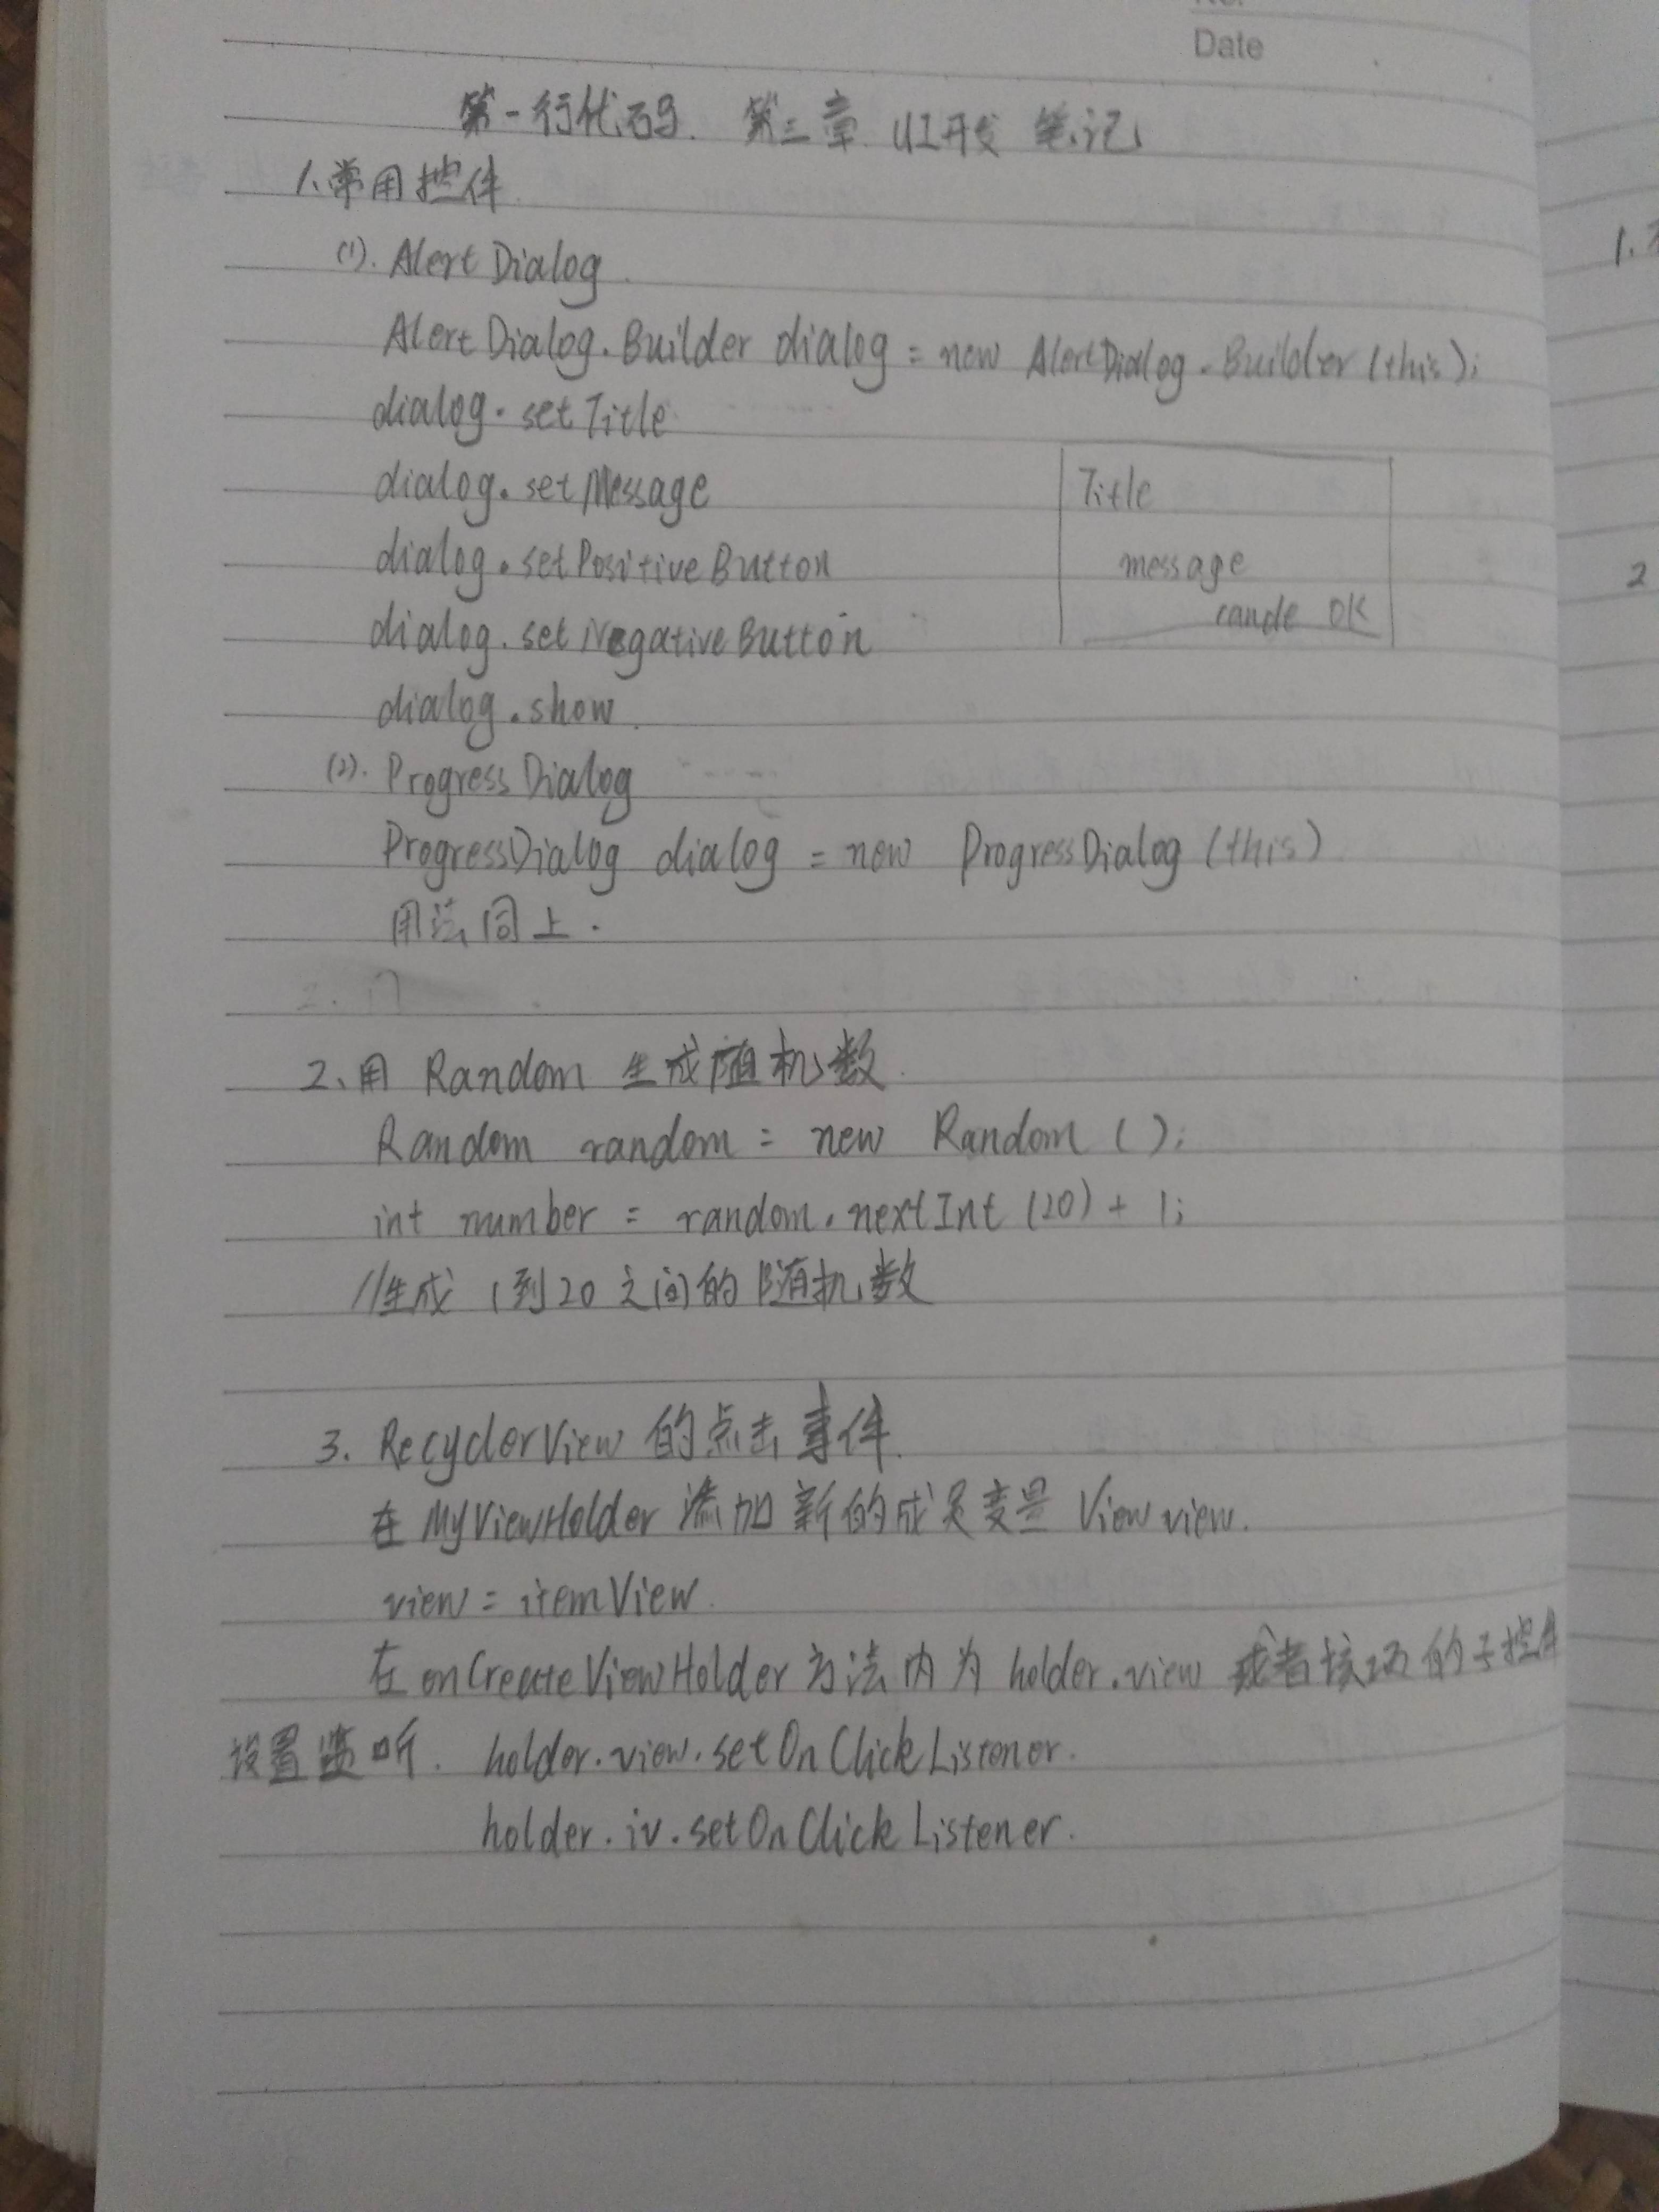 Date
第一行代码. 第三章 UI开发 笔记
1、常用控件
(1). AlertDialog
AlertDialog.Builder dialog = new AlertDialog.Builder (this);
dialog.setTitle
dialog.setMessage
Title
dialog.setPositiveButton
message
cancle OK
dialog.setNegativeButton
dialog.show
(2). ProgressDialog
ProgressDialog dialog = new ProgressDialog (this)
用法同上.
2、用 Random 生成随机数
Random random = new Random ();
int number = random.nextInt (20) + 1;
//生成 1到20之间的随机数
3. RecyclerView 的点击事件
在 MyViewHolder 添加新的成员变量 View view.
view = itemView
在 onCreateViewHolder 方法内为 holder.view 或者该项的子控件
设置监听. holder.view.setOnClickListener.
holder.iv.setOnClickListener.
1.
2